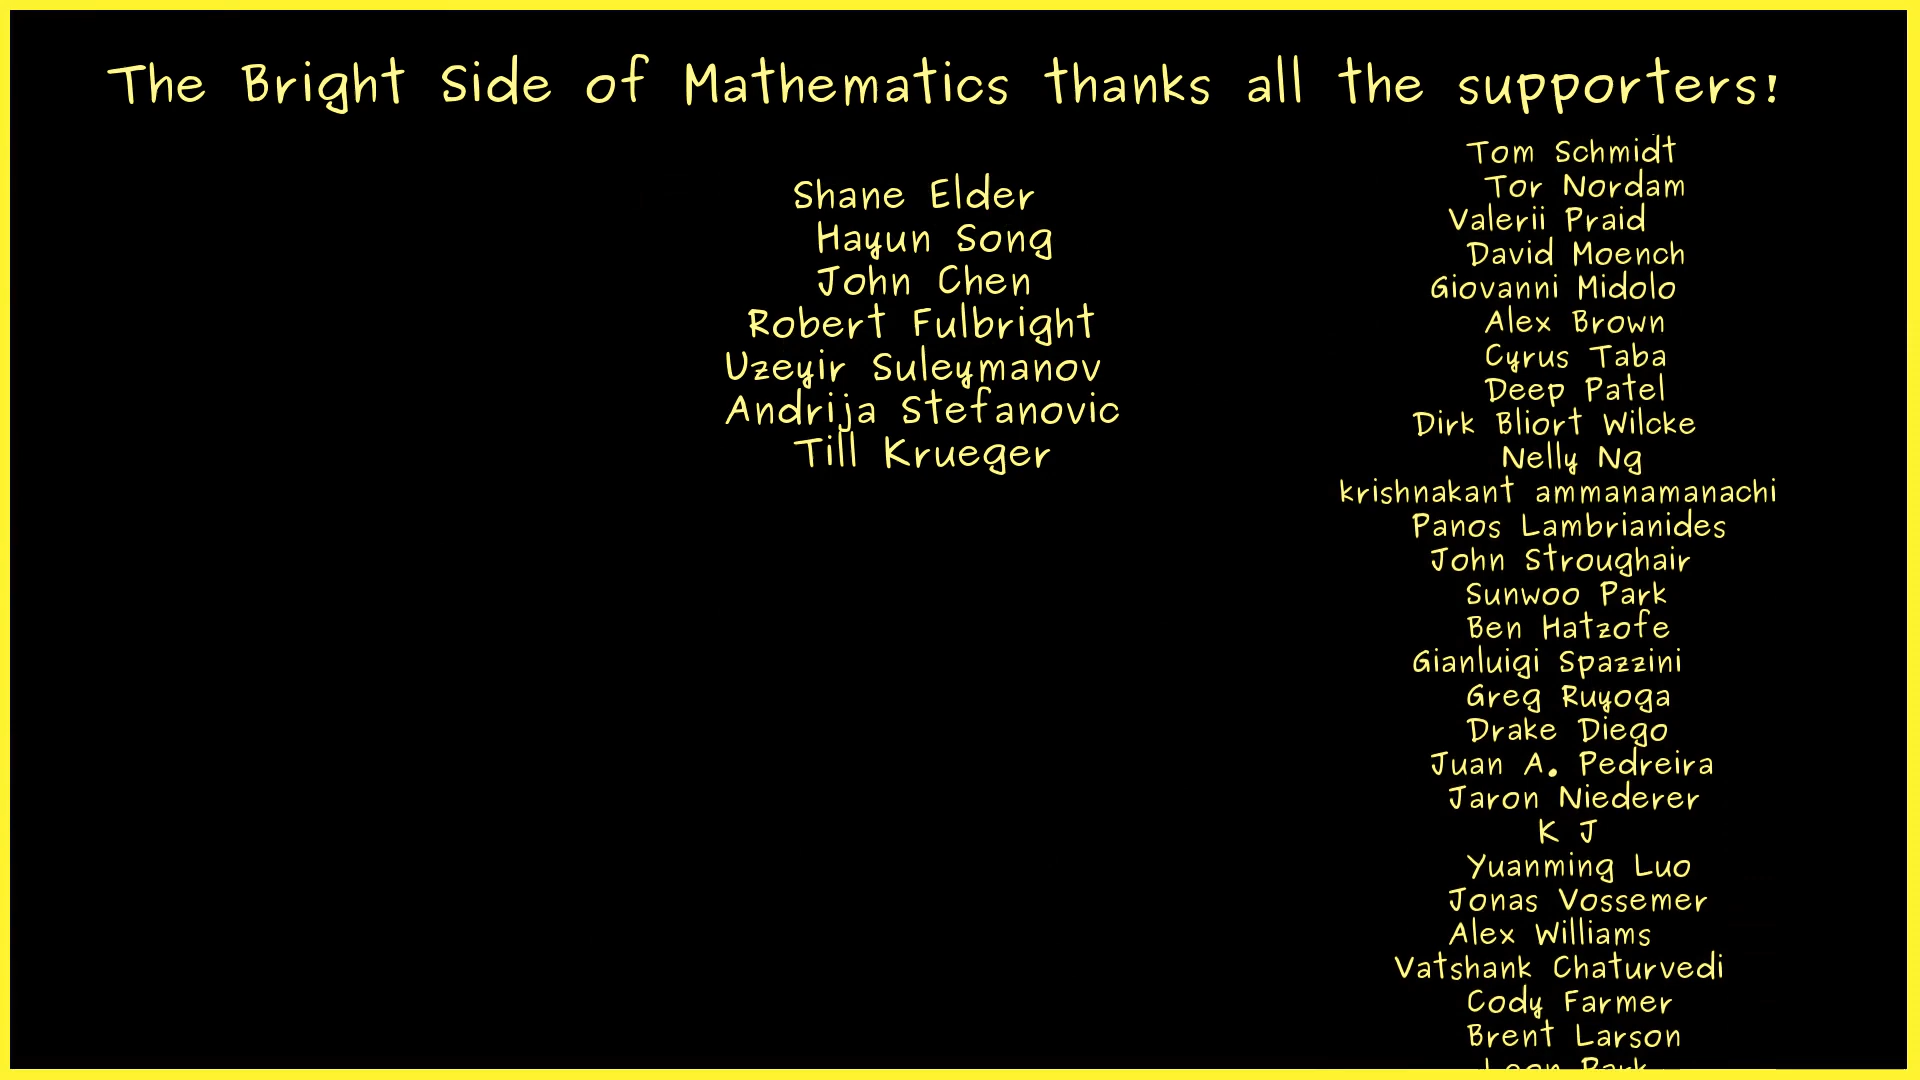 The Bright Side of Mathematics thanks all the supporters!
Shane Elder
Hayun Song
John Chen
Robert Fulbright
Uzeyir Suleymanov
Andrija Stefanovic
Till Krueger
Tom Schmidt
Tor Nordam
Valerii Praid
David Moench
Giovanni Midolo
Alex Brown
Cyrus Taba
Deep Patel
Dirk Bliort Wilcke
Nelly Ng
krishnakant ammanamanachi
Panos Lambrianides
John Stroughair
Sunwoo Park
Ben Hatzofe
Gianluigi Spazzini
Greg Ruyoga
Drake Diego
Juan A. Pedreira
Jaron Niederer
K J
Yuanming Luo
Jonas Vossemer
Alex Williams
Vatshank Chaturvedi
Cody Farmer
Brent Larson